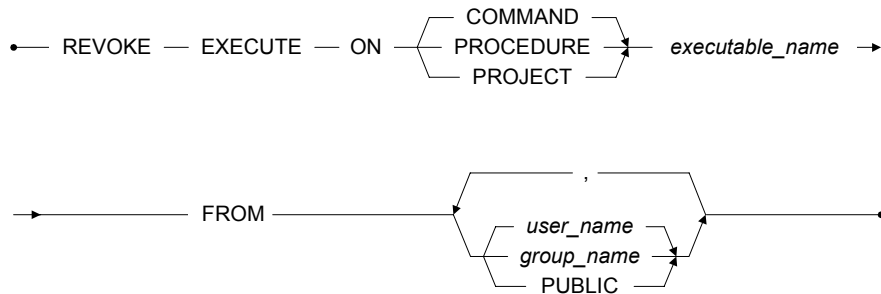 COMMAND
REVOKE EXECUTE ON PROCEDURE executable_name
PROJECT
,
FROM
user_name
group_name
PUBLIC